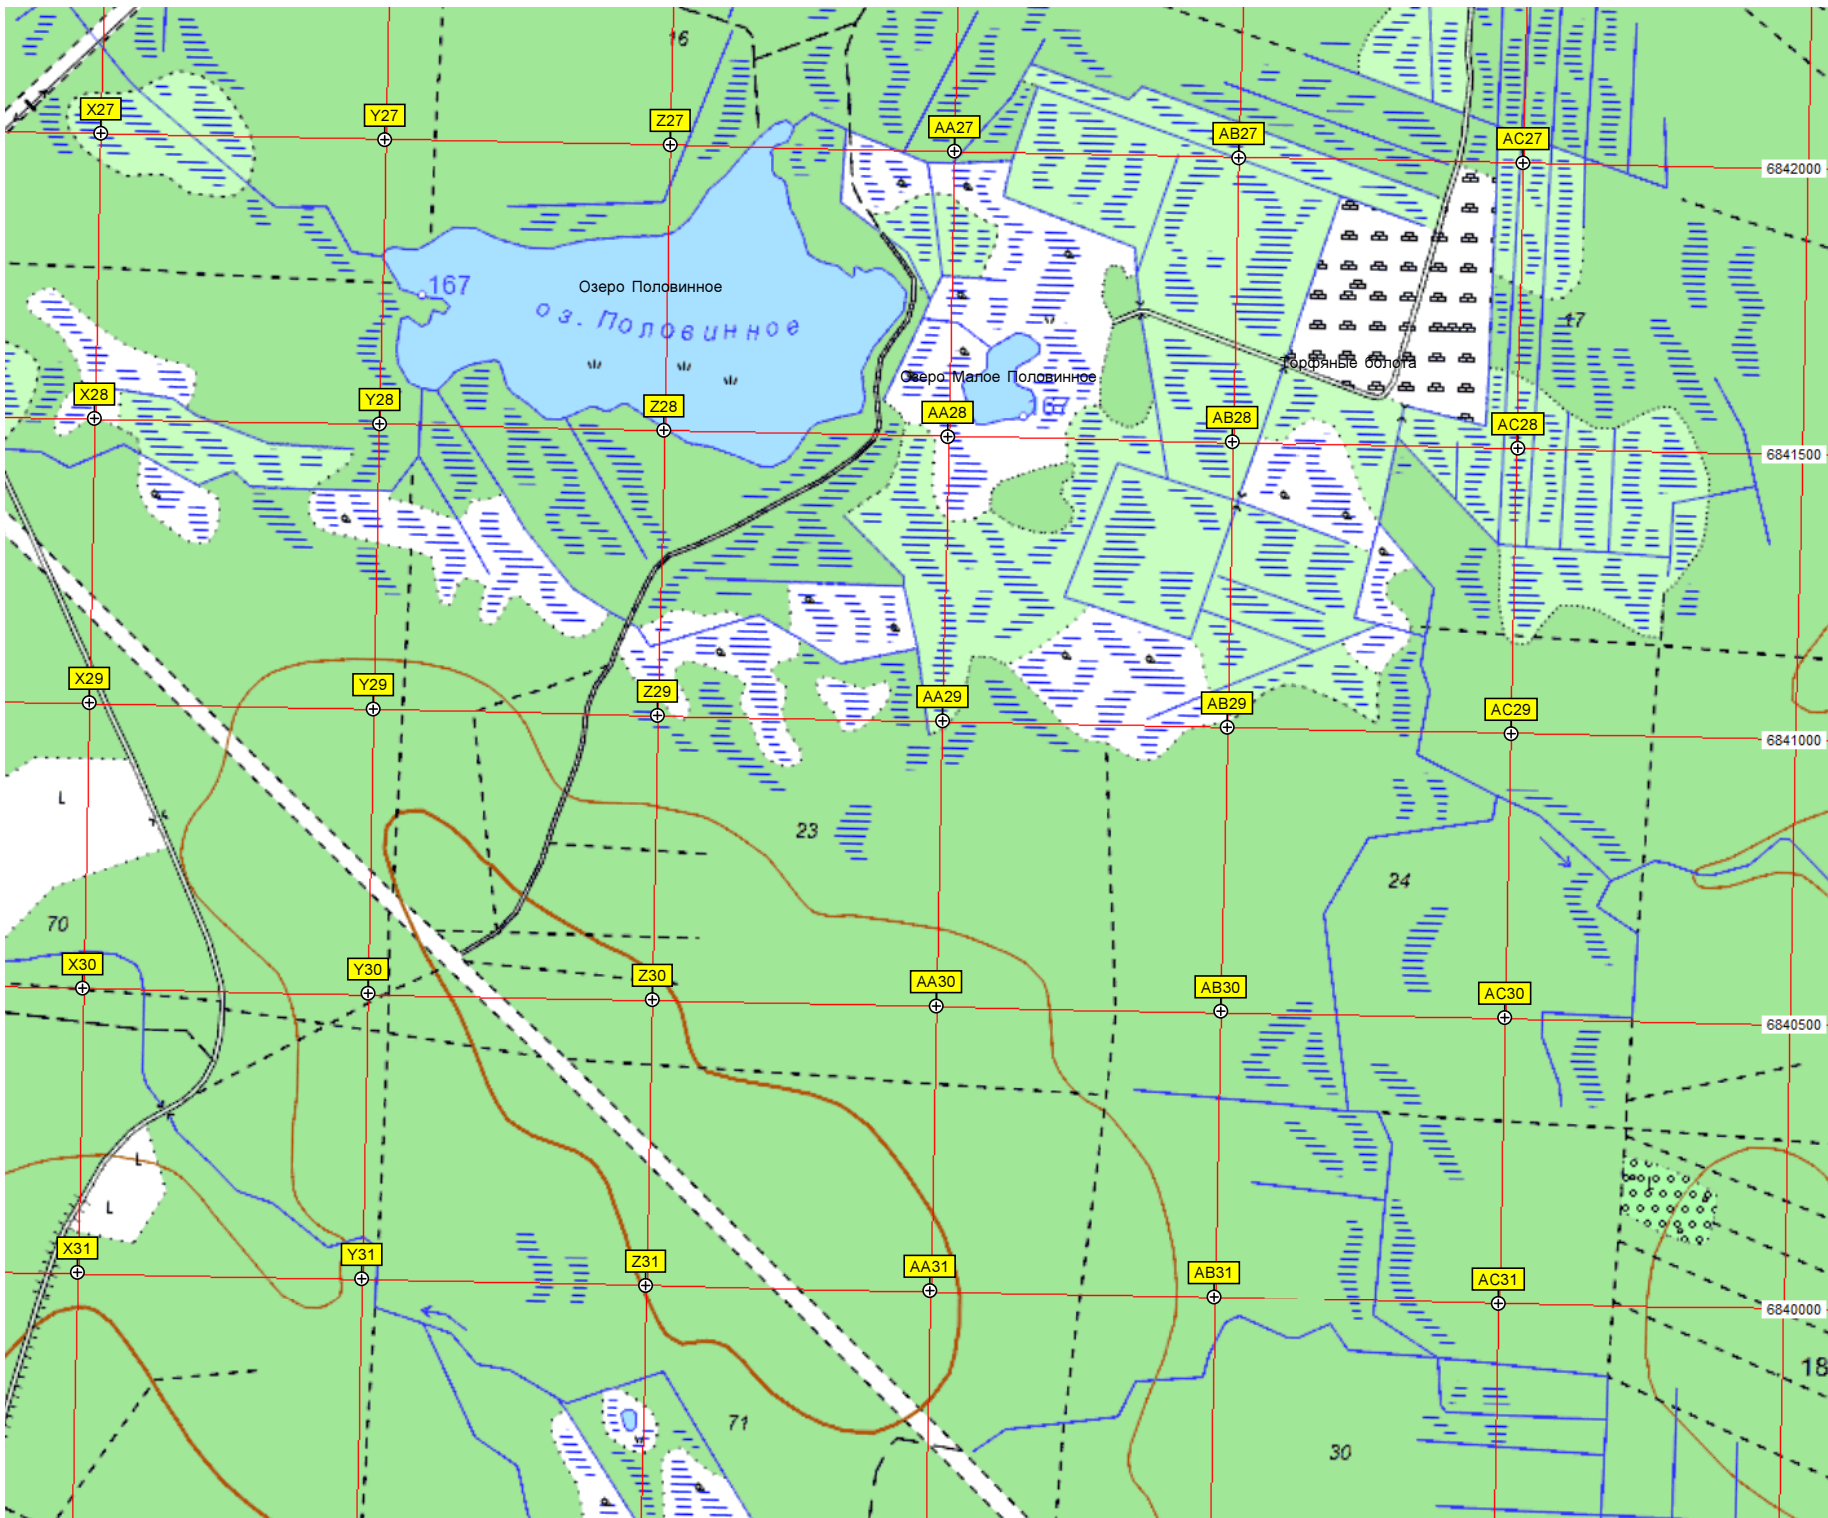 16
X27
Y27
Z27
AA27
AB27
AC27
6842000
167
Озеро Половинное
оз. Половинное
17
Торфяные болота
Озеро Малое Половинное
167
X28
Y28
Z28
AA28
AB28
AC28
6841500
X29
Y29
Z29
AA29
AB29
AC29
6841000
L
23
24
70
X30
Y30
Z30
AA30
AB30
AC30
6840500
L
L
X31
Y31
Z31
AA31
AB31
AC31
6840000
18
71
30